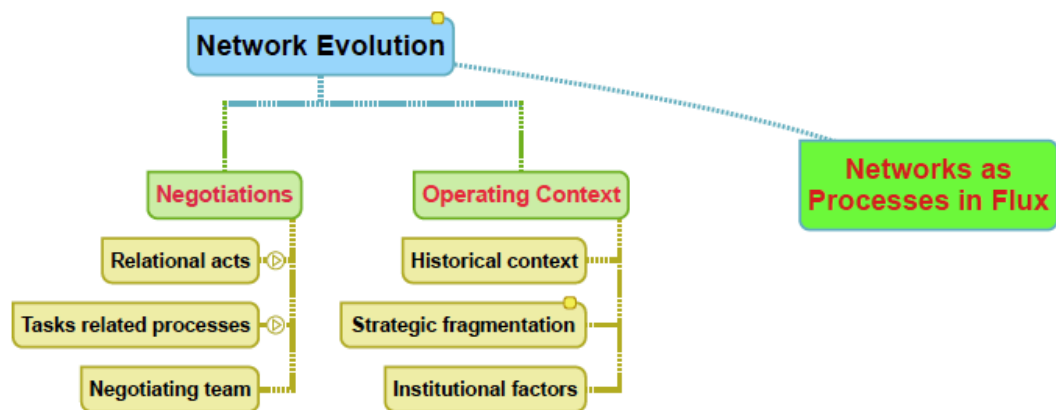 Network Evolution
Networks as
Processes in Flux
Negotiations
Operating Context
Relational acts
Historical context
Tasks related processes
Strategic fragmentation
Negotiating team
Institutional factors